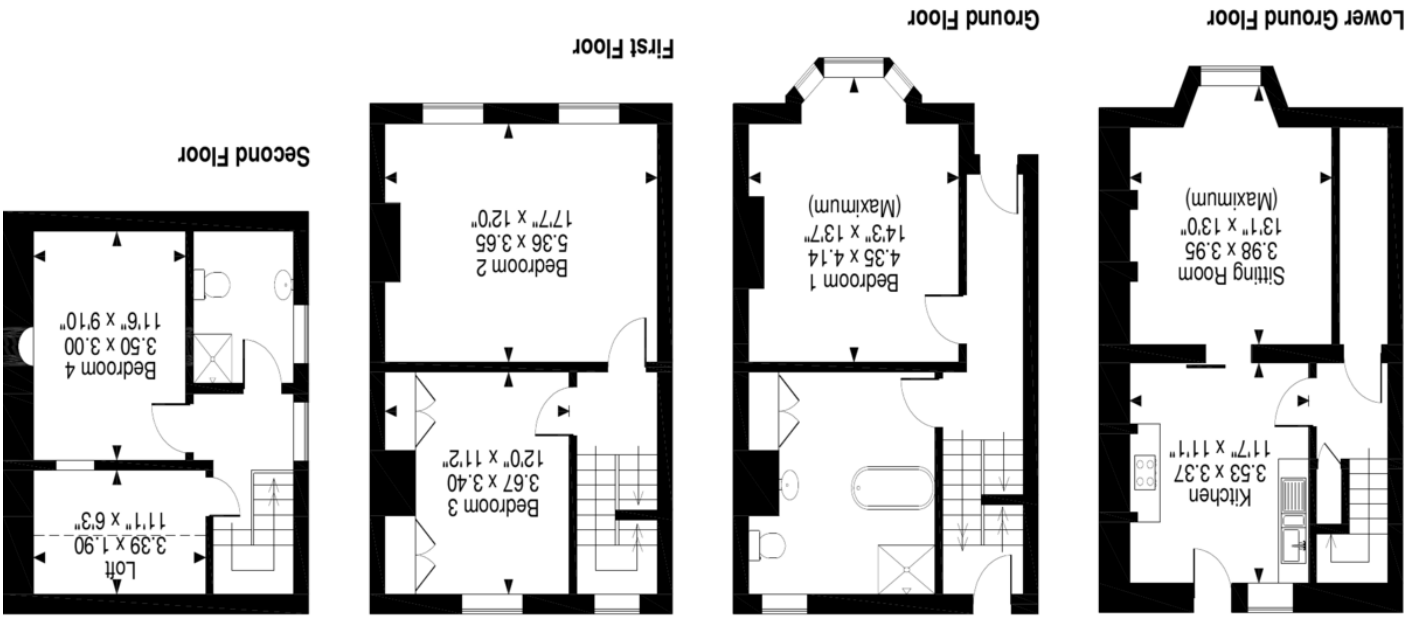 Kitchen
3.53 x 3.37
11'7" x 11'1"
Sitting Room
3.98 x 3.95
13'1" x 13'0"
(Maximum)
Lower Ground Floor
Bedroom 1
4.35 x 4.14
14'3" x 13'7"
(Maximum)
Ground Floor
Bedroom 3
3.67 x 3.40
12'0" x 11'2"
Bedroom 2
5.36 x 3.65
17'7" x 12'0"
First Floor
Loft
3.39 x 1.90
11'1" x 6'3"
Bedroom 4
3.50 x 3.00
11'6" x 9'10"
Second Floor